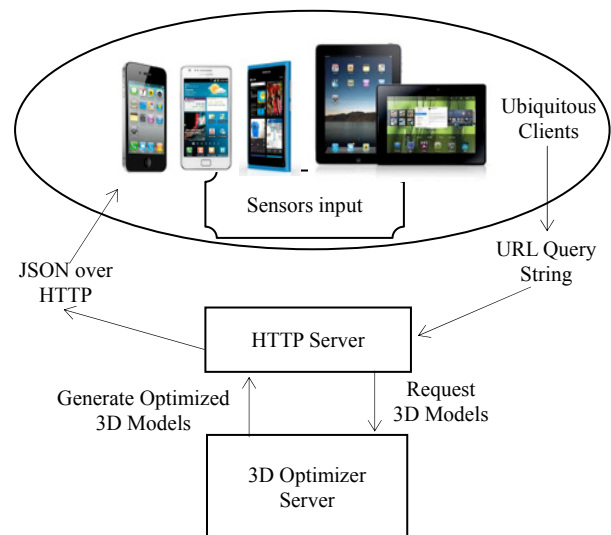 Ubiquitous
Clients
Sensors input
URL Query
String
JSON over
HTTP
HTTP Server
Generate Optimized
3D Models
Request
3D Models
3D Optimizer
Server